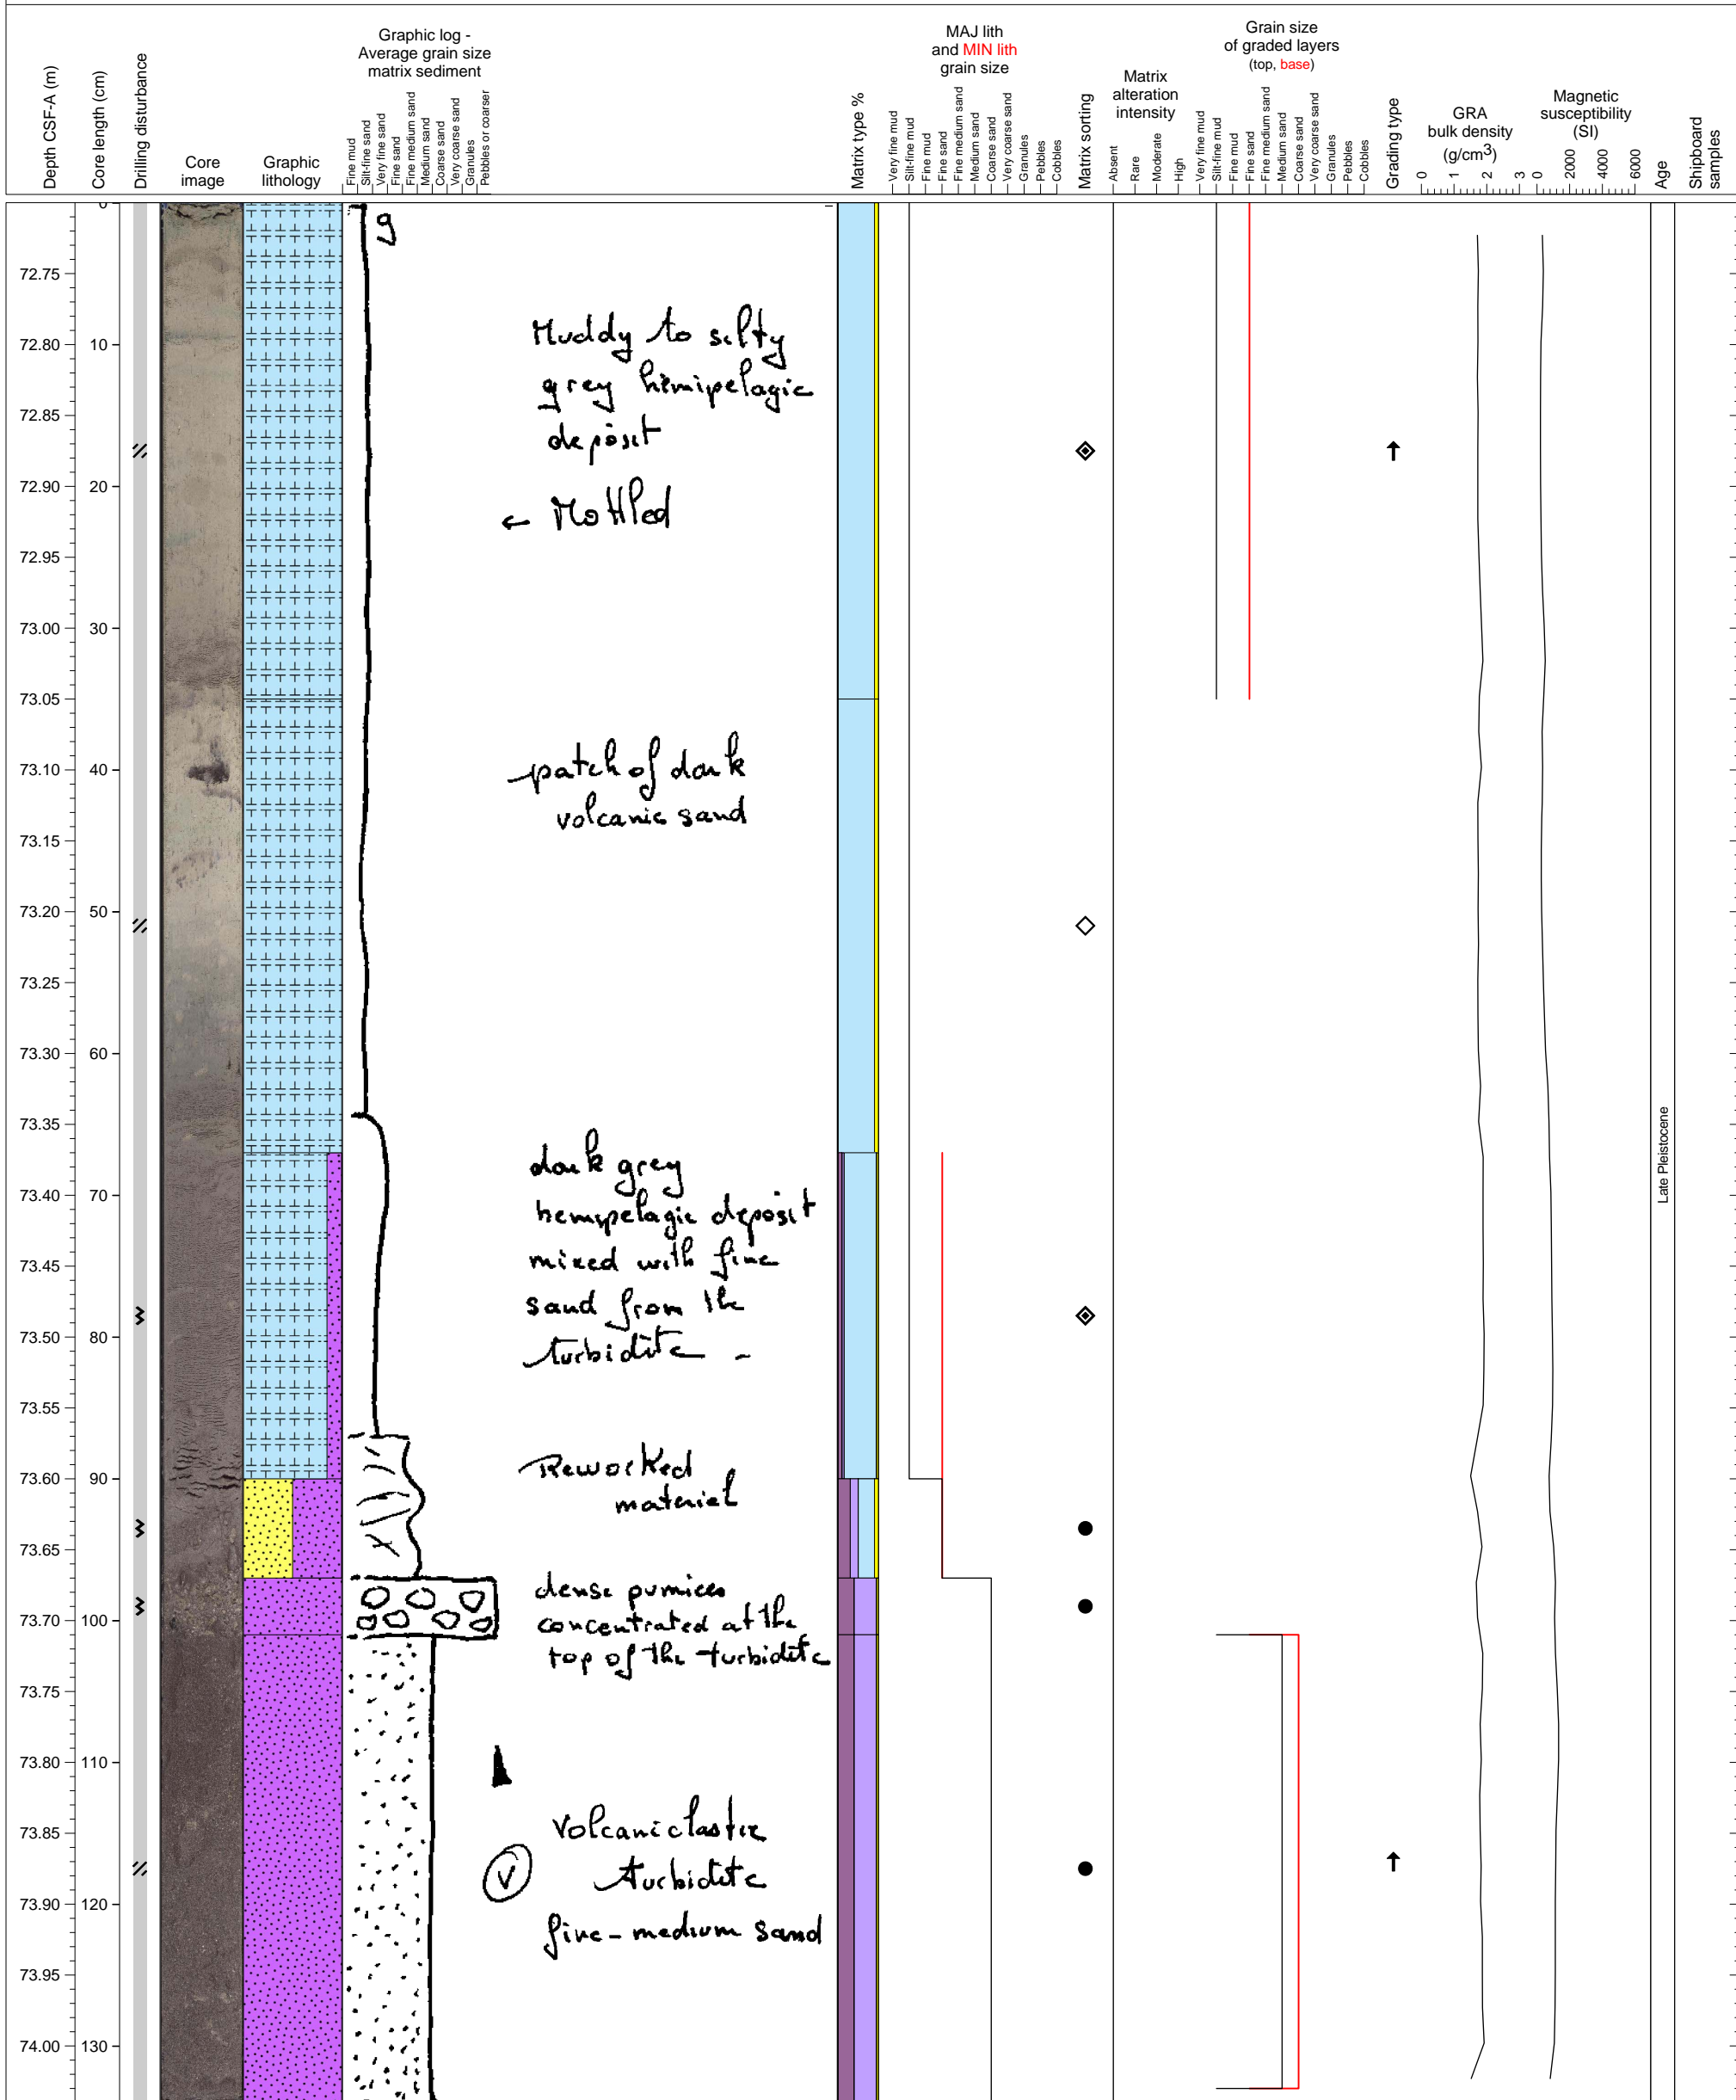 Depth CSF-A (m)
Core length (cm)
Drilling disturbance
Core
image
Graphic
lithology
Graphic log -
Average grain size
matrix sediment
Fine mud
Silt-fine sand
Very fine sand
Fine sand
Fine medium sand
Medium sand
Coarse sand
Very coarse sand
Granules
Pebbles or coarser
Matrix type %
MAJ lith
and MIN lith
grain size
Very fine mud
Silt-fine mud
Fine mud
Fine sand
Fine medium sand
Medium sand
Coarse sand
Very coarse sand
Granules
Pebbles
Cobbles
Matrix sorting
Matrix
alteration
intensity
Absent
Rare
Moderate
High
Grain size
of graded layers
(top, base)
Very fine mud
Silt-fine mud
Fine mud
Fine sand
Fine medium sand
Medium sand
Coarse sand
Very coarse sand
Granules
Pebbles
Cobbles
Grading type
GRA
bulk density
(g/cm3)
0 1 2 3
Magnetic
susceptibility
(SI)
0 2000 4000 6000
Age
Shipboard
samples
0
72.75
72.80
72.85
72.90
72.95
73.00
73.05
73.10
73.15
73.20
73.25
73.30
73.35
73.40
73.45
73.50
73.55
73.60
73.65
73.70
73.75
73.80
73.85
73.90
73.95
74.00
10
20
30
40
50
60
70
80
90
100
110
120
130
g
Muddy to silty
grey hemipelagic
deposit
← Mottled
patch of dark
volcanic sand
dark grey
hemipelagic deposit
mixed with fine
sand from the
turbidite -
Reworked
material
dense pumices
concentrated at the
top of the turbidite
Volcaniclastic
turbidite
fine - medium sand
V
Late Pleistocene